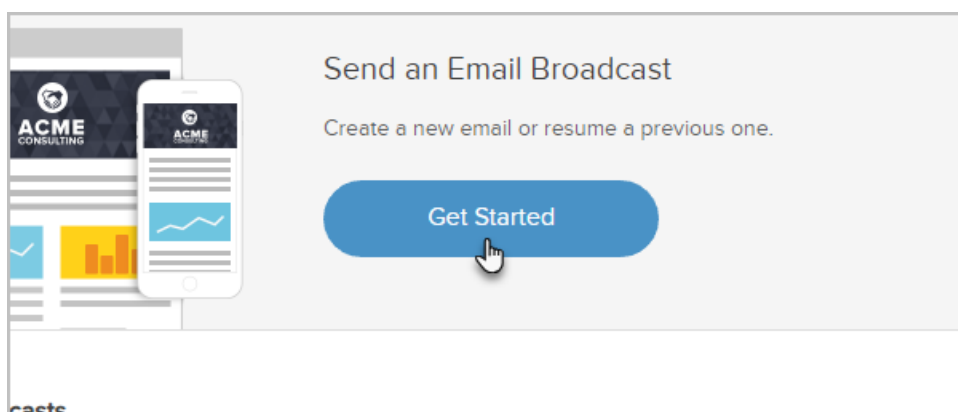 Send an Email Broadcast
Create a new email or resume a previous one.
Get Started
ACME
CONSULTING
ACME
CONSULTING
casts